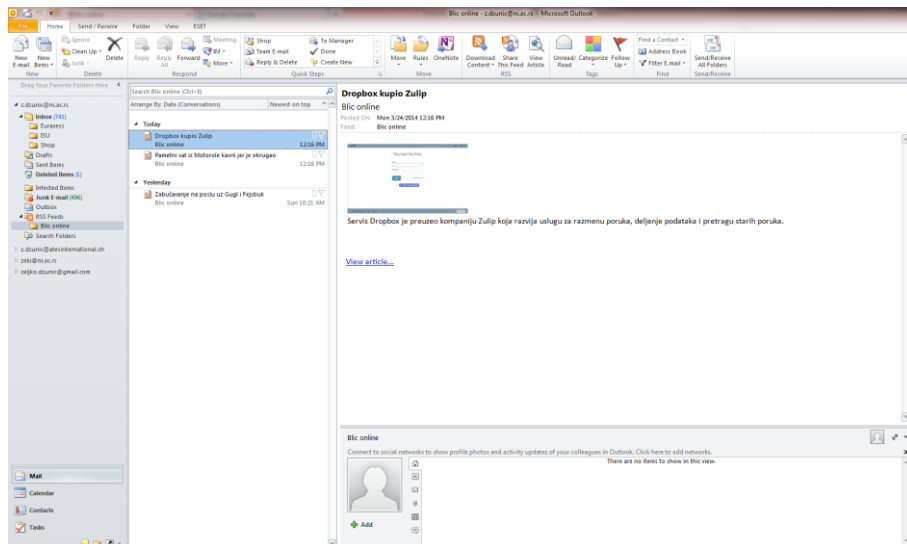 Blic online - z.dzunic@ni.ac.rs - Microsoft Outlook
File Home Send / Receive Folder View ESET
New E-mail
New Items
Ignore
Clean Up
Junk
Delete
Reply
Reply All
Forward
Meeting
IM
More
Shop
Team E-mail
Reply & Delete
To Manager
Done
Create New
Move
Rules
OneNote
Download Content
Share This Feed
View Article
Unread/ Read
Categorize
Follow Up
Find a Contact
Address Book
Filter E-mail
Send/Receive All Folders
New Delete Respond Quick Steps Move RSS Tags Find Send/Receive
Drag Your Favorite Folders Here
z.dzunic@ni.ac.rs
Inbox (741)
Euraxess
ISU
Shop
Drafts
Sent Items
Deleted Items (1)
Infected Items
Junk E-mail (496)
Outbox
RSS Feeds
Blic online
Search Folders
z.dzunic@atesinternational.ch
zeki@ni.ac.rs
zeljko.dzunic@gmail.com
Mail
Calendar
Contacts
Tasks
Search Blic online (Ctrl+E)
Arrange By: Date (Conversations) Newest on top
Today
Dropbox kupio Zulip
Blic online 12:16 PM
Pametni sat iz Motorole kasni jer je okrugao
Blic online 12:16 PM
Yesterday
Zabušavanje na poslu uz Gugl i Fejsbuk
Blic online Sun 10:21 AM
Dropbox kupio Zulip
Blic online
Posted On: Mon 3/24/2014 12:16 PM
Feed: Blic online
Servis Dropbox je preuzeo kompaniju Zulip koja razvija uslugu za razmenu poruka, deljenje podataka i pretragu starih poruka.
View article...
Blic online
Connect to social networks to show profile photos and activity updates of your colleagues in Outlook. Click here to add networks.
There are no items to show in this view.
Add